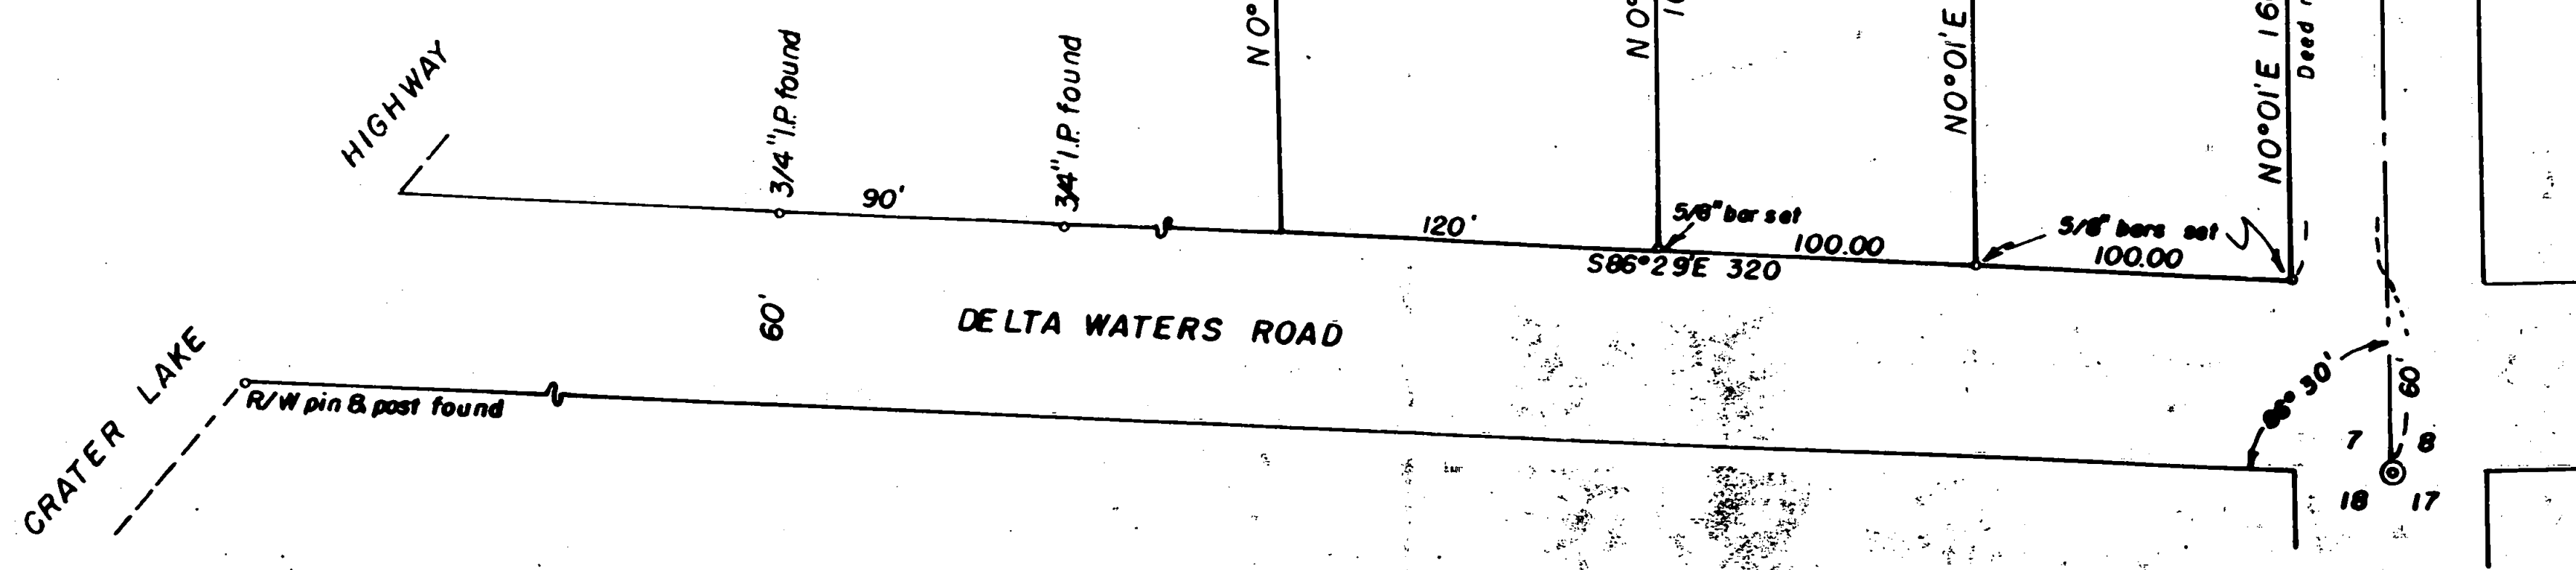 HIGHWAY
3/4" I.P. found
3/4" I.P. found
N 0°
N 0°
N0°01'E
N0°01'E 16
Deed
90'
120'
5/8" bar set
100.00
5/8" bars set
100.00
S86°29'E 320
60'
DELTA WATERS ROAD
CRATER LAKE
R/W pin & post found
86° 30'
60'
7 8
18 17